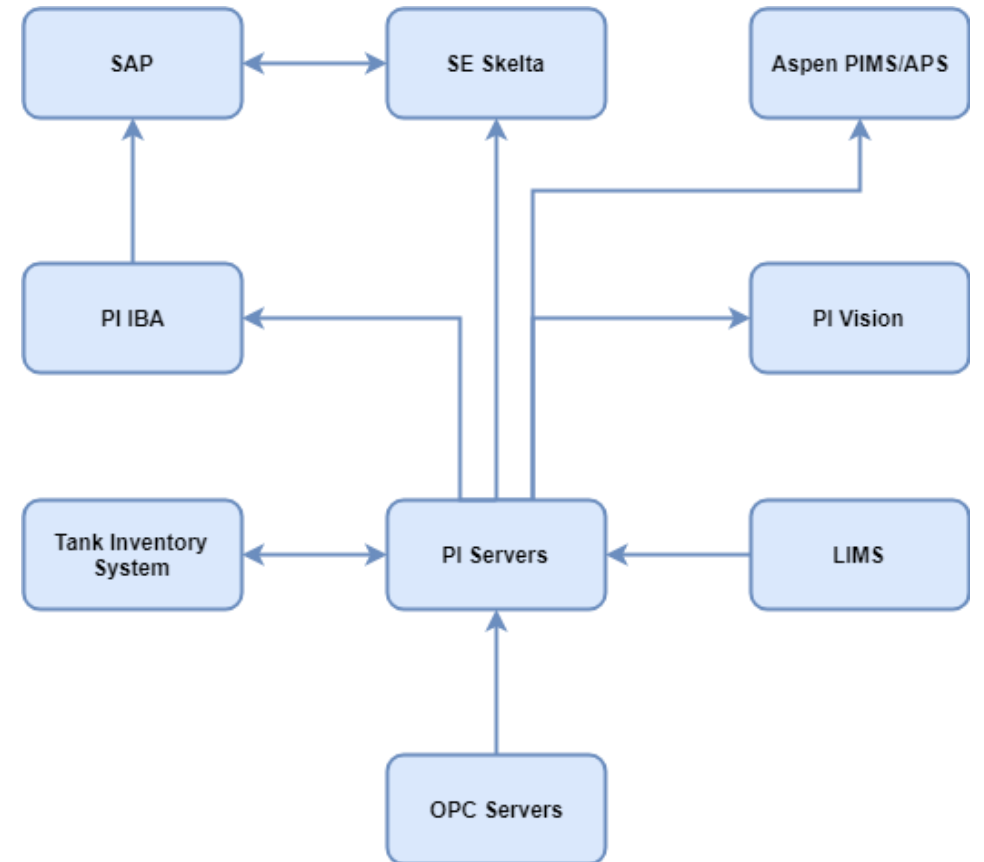 SAP
SE Skelta
Aspen PIMS/APS
PI IBA
PI Vision
Tank Inventory
System
PI Servers
LIMS
OPC Servers